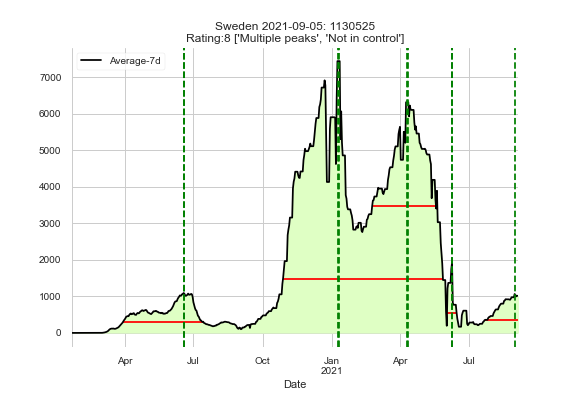 Sweden 2021-09-05: 1130525
Rating:8 ['Multiple peaks', 'Not in control']
Average-7d
7000
6000
5000
4000
3000
2000
1000
0
Apr Jul Oct Jan Apr Jul
2021
Date